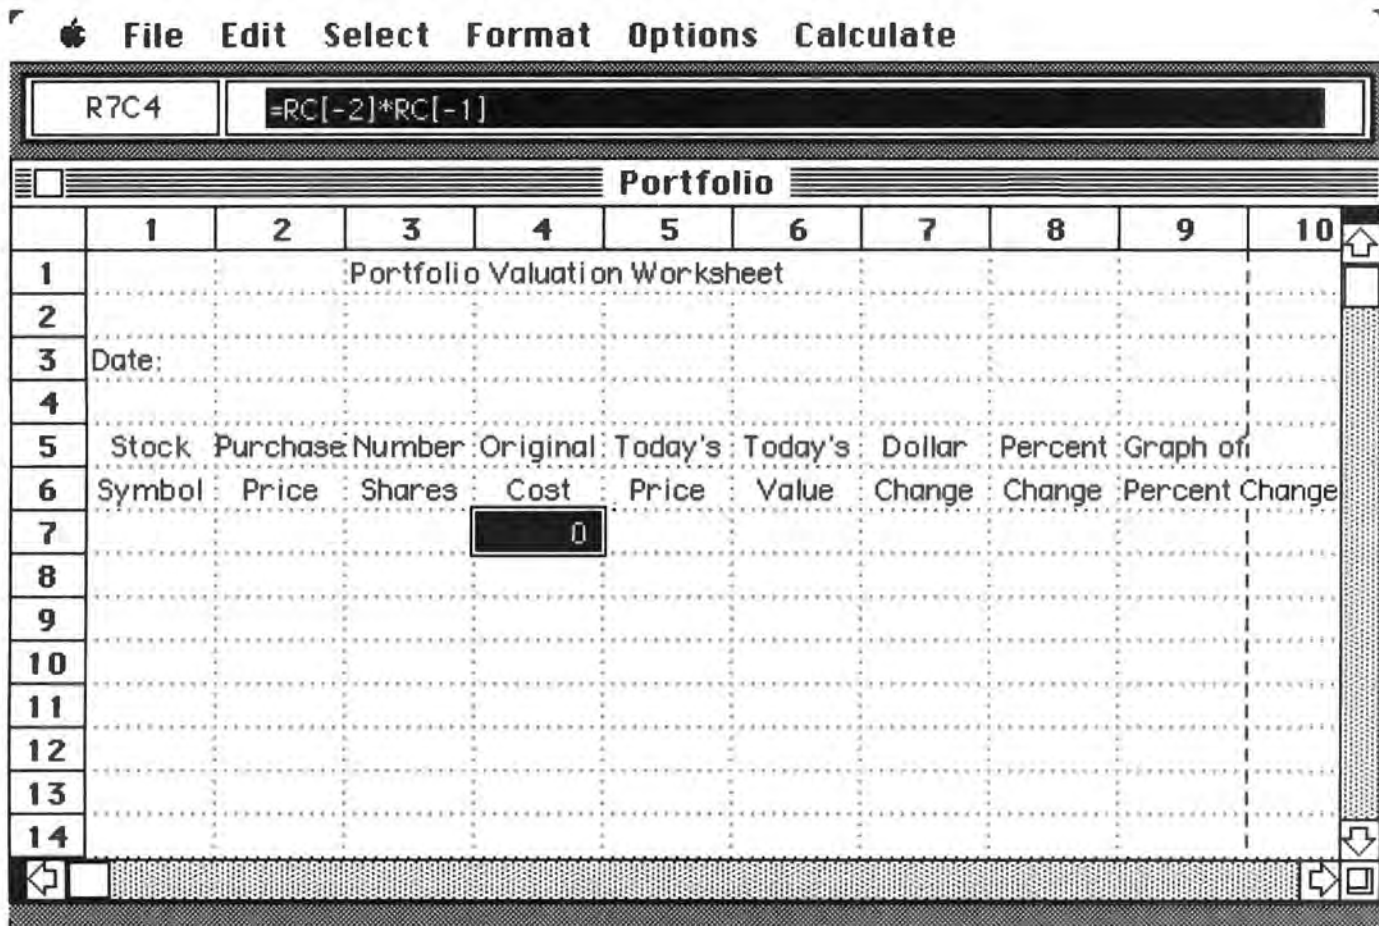 File Edit Select Format Options Calculate
R7C4 =RC[-2]*RC[-1]
Portfolio
1 2 3 4 5 6 7 8 9 10
1 Portfolio Valuation Worksheet
2
3 Date:
4
5 Stock Purchase Number Original Today's Today's Dollar Percent Graph of
6 Symbol Price Shares Cost Price Value Change Change Percent Change
7 0
8
9
10
11
12
13
14